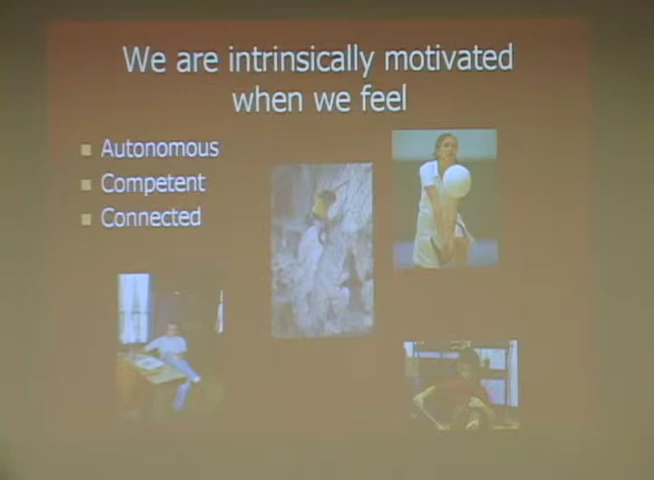 We are intrinsically motivated
when we feel
Autonomous
Competent
Connected